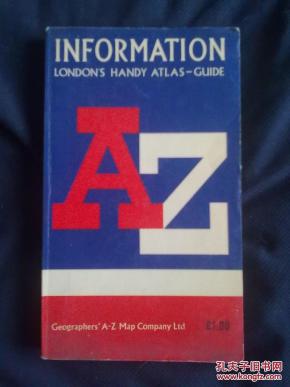 INFORMATION
LONDON'S HANDY ATLAS-GUIDE
AZ
Geographers' A-Z Map Company Ltd
£1.00
孔夫子旧书网